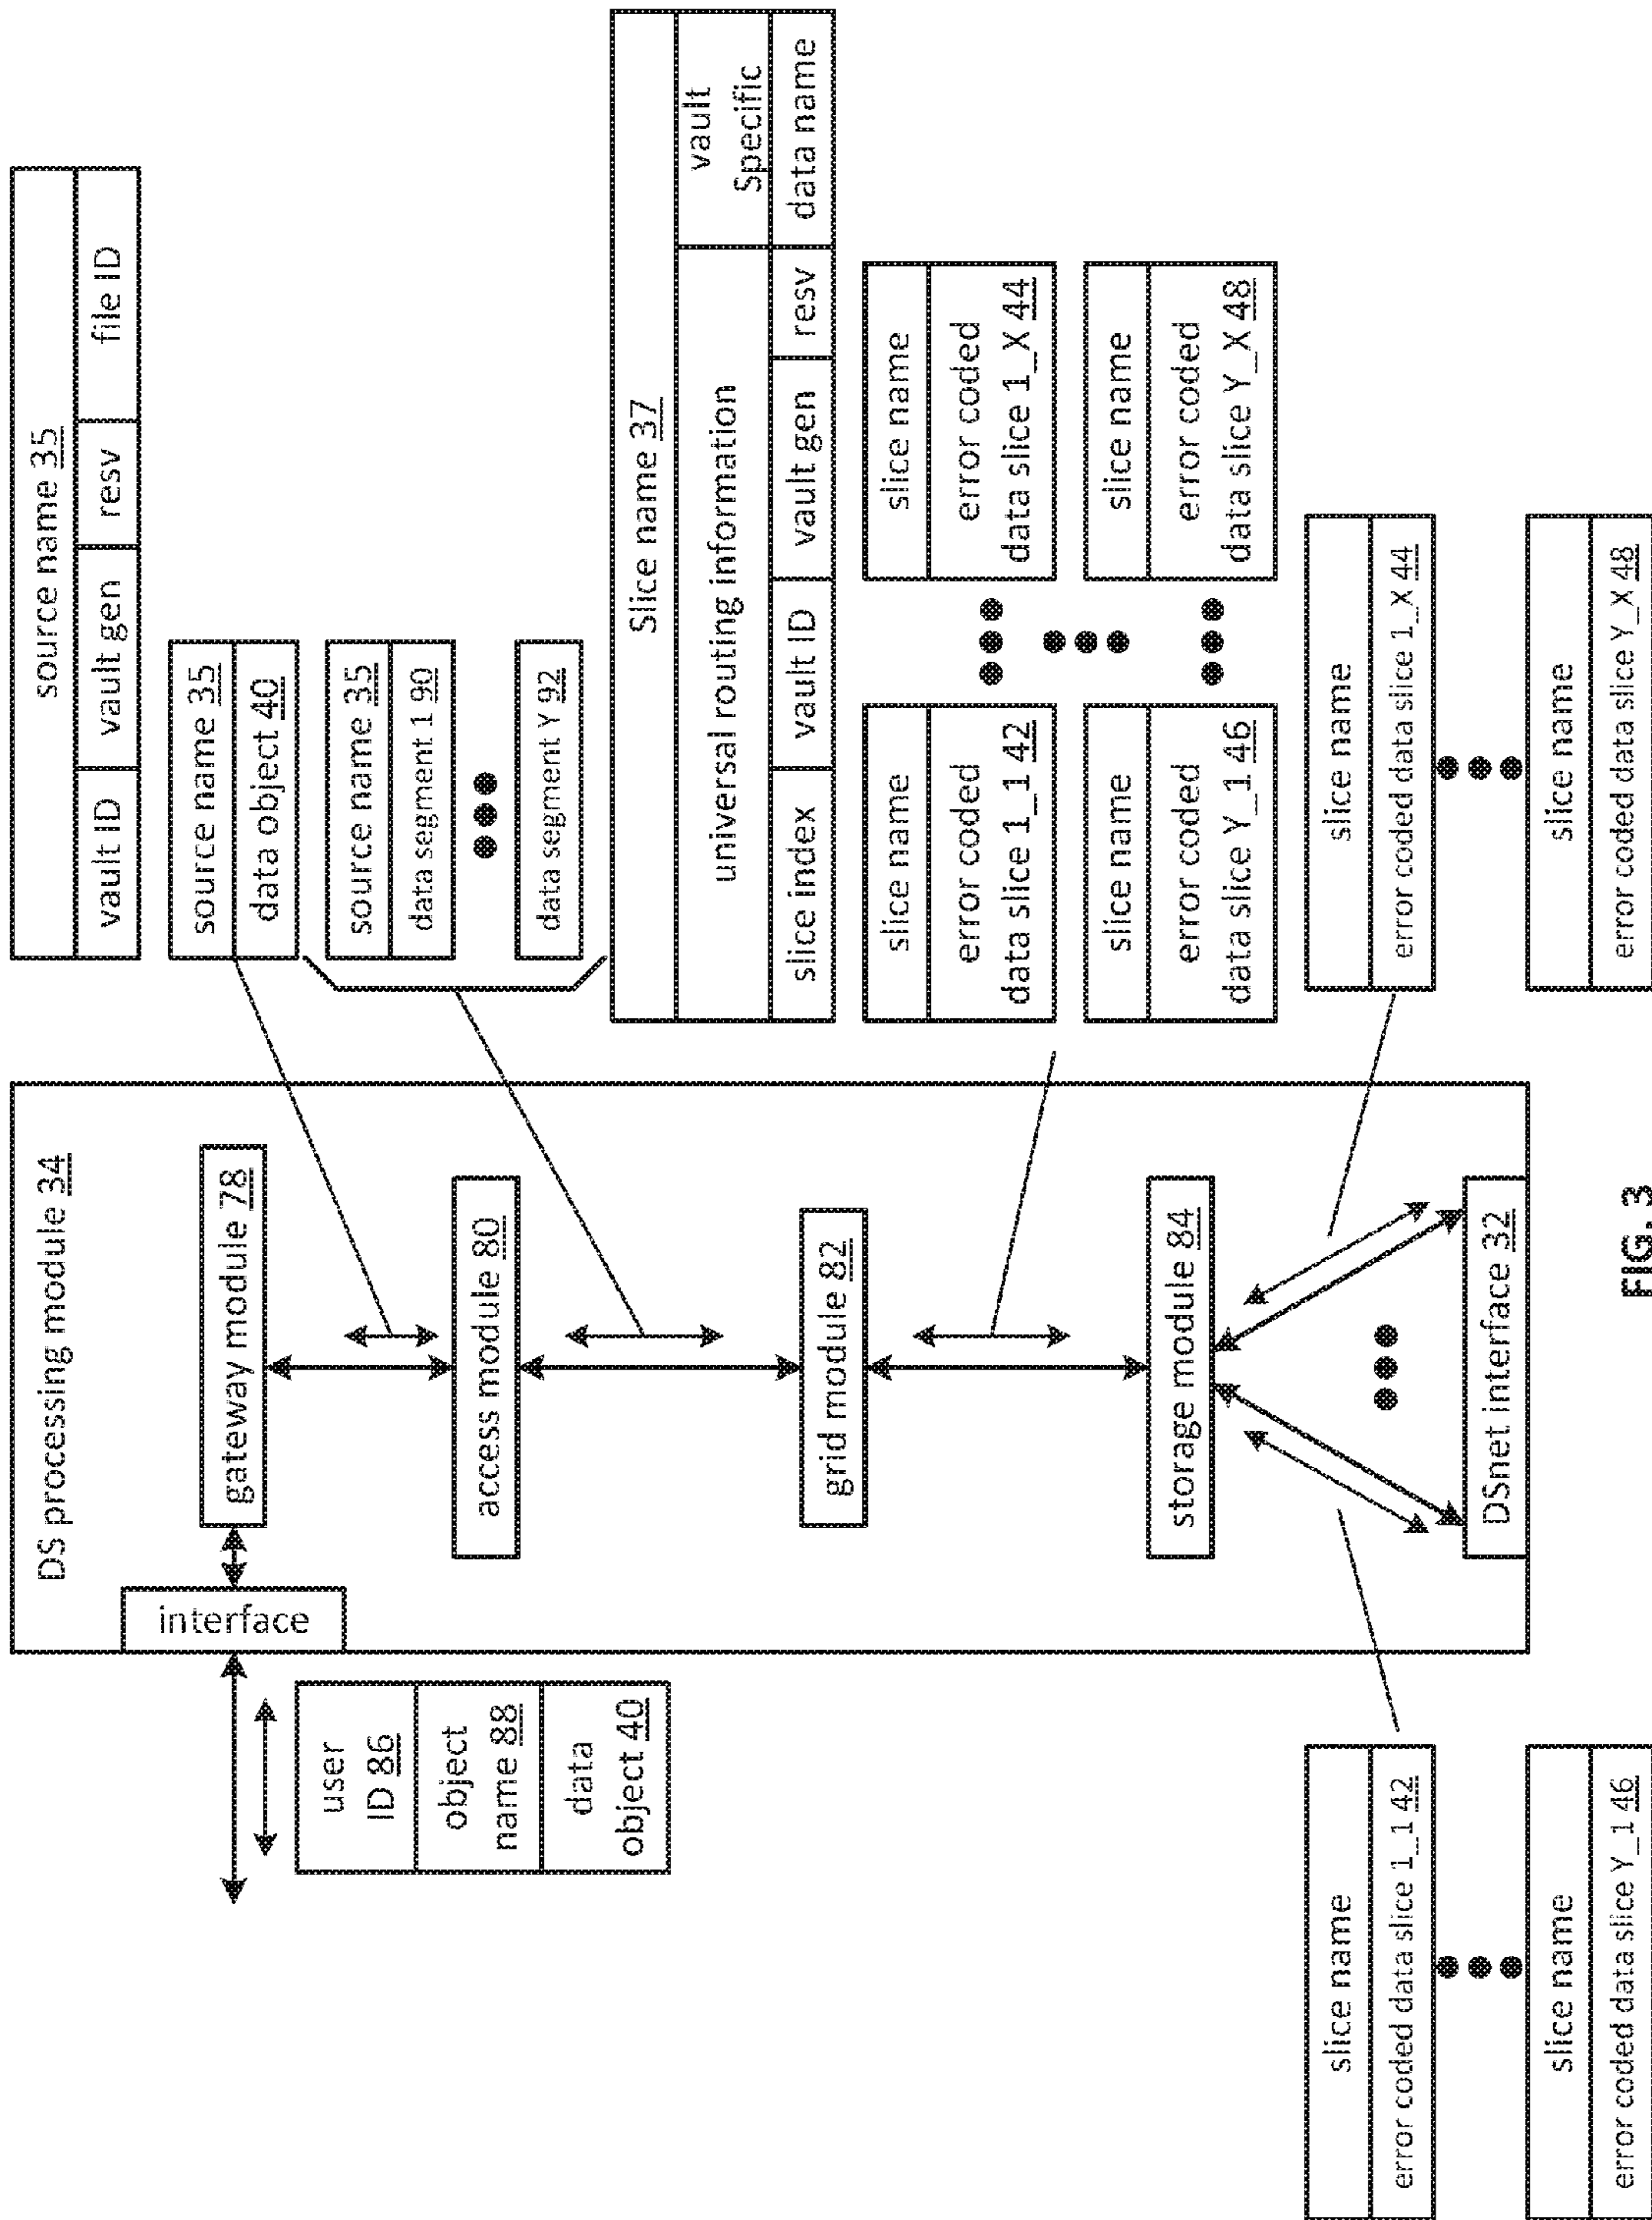 DS processing module 34
interface
gateway module 78
access module 80
grid module 82
storage module 84
DSnet interface 32
user
ID 86
object
name 88
data
object 40
source name 35
vault ID
vault gen
resv
file ID
source name 35
data object 40
source name 35
data segment 1 90
data segment Y 92
Slice name 37
universal routing information
vault
Specific
slice index
vault ID
vault gen
resv
data name
slice name
error coded
data slice 1_1 42
slice name
error coded
data slice 1_X 44
slice name
error coded
data slice Y_1 46
slice name
error coded
data slice Y_X 48
slice name
error coded data slice 1_1 42
slice name
error coded data slice Y_1 46
slice name
error coded data slice 1_X 44
slice name
error coded data slice Y_X 48
FIG. 3